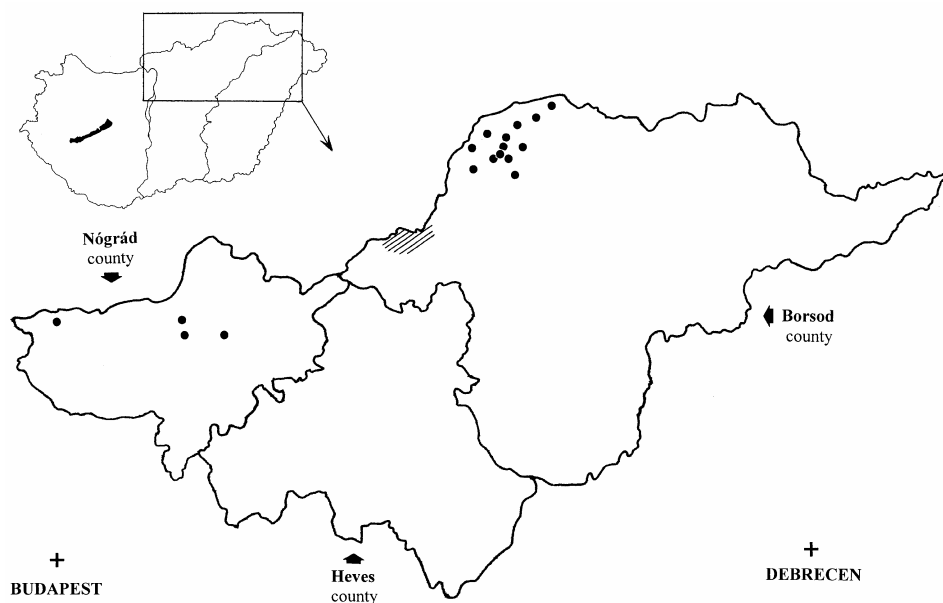 Nógrád
county
Borsod
county
BUDAPEST
Heves
county
DEBRECEN